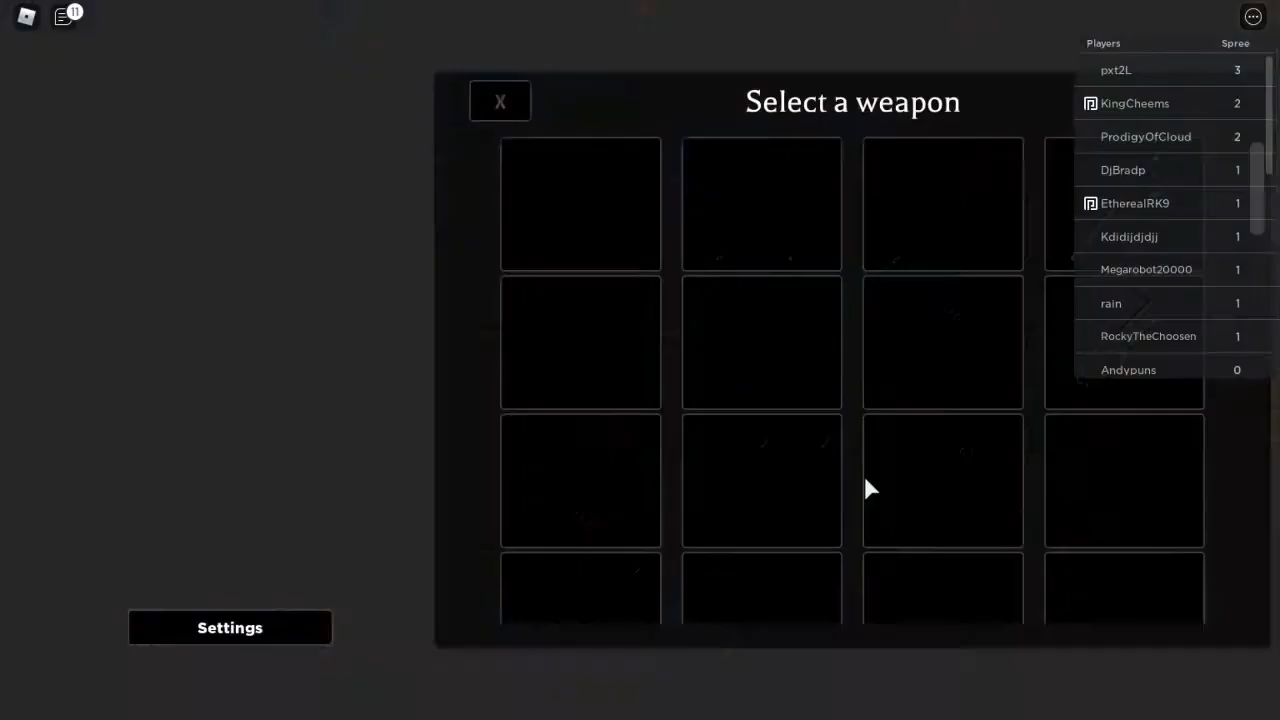 11
Players Spree
pxt2L 3
X
Select a weapon
KingCheems 2
ProdigyOfCloud 2
DjBradp 1
EtherealRK9 1
Kdidijdjdjj 1
Megarobot20000 1
rain 1
RockyTheChoosen 1
Andypuns 0
Settings